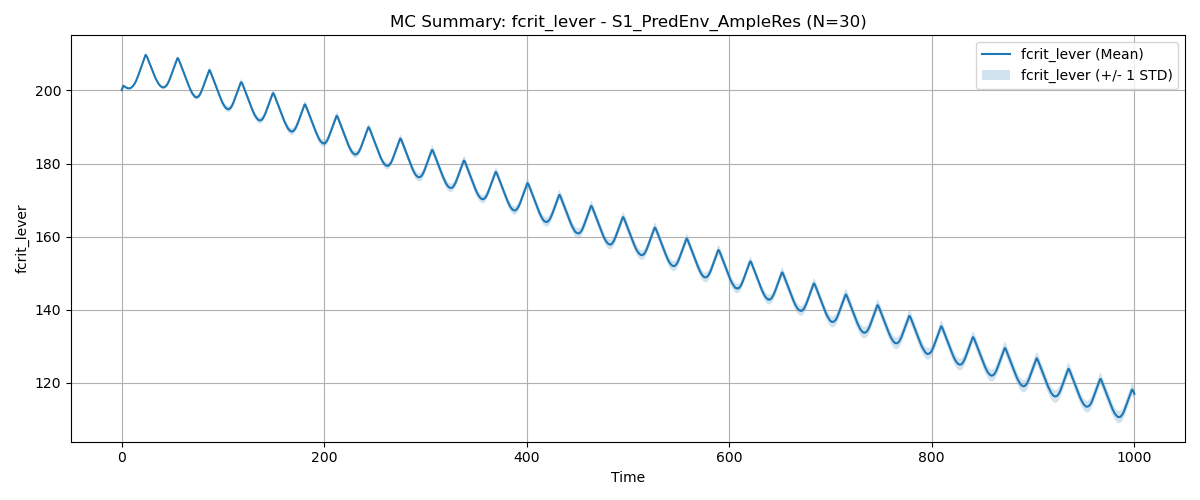 MC Summary: fcrit_lever - S1_PredEnv_AmpleRes (N=30)
fcrit_lever (Mean)
fcrit_lever (+/- 1 STD)
fcrit_lever
200
180
160
140
120
0 200 400 600 800 1000
Time